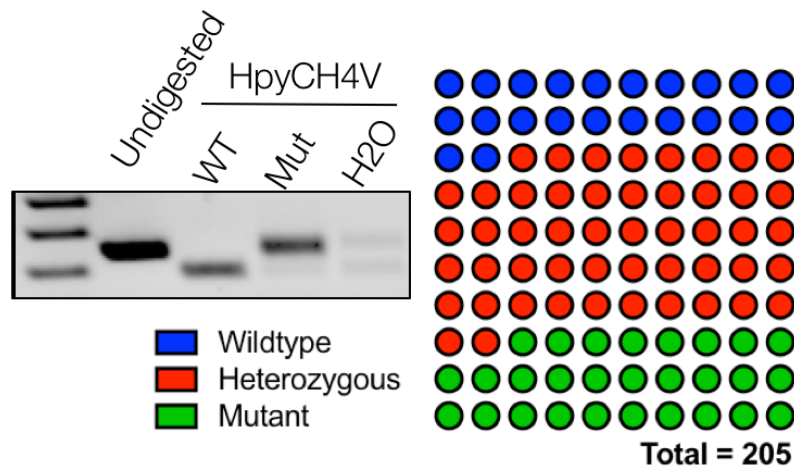 Undigested
HpyCH4V
WT
Mut
H2O
Wildtype
Heterozygous
Mutant
Total = 205